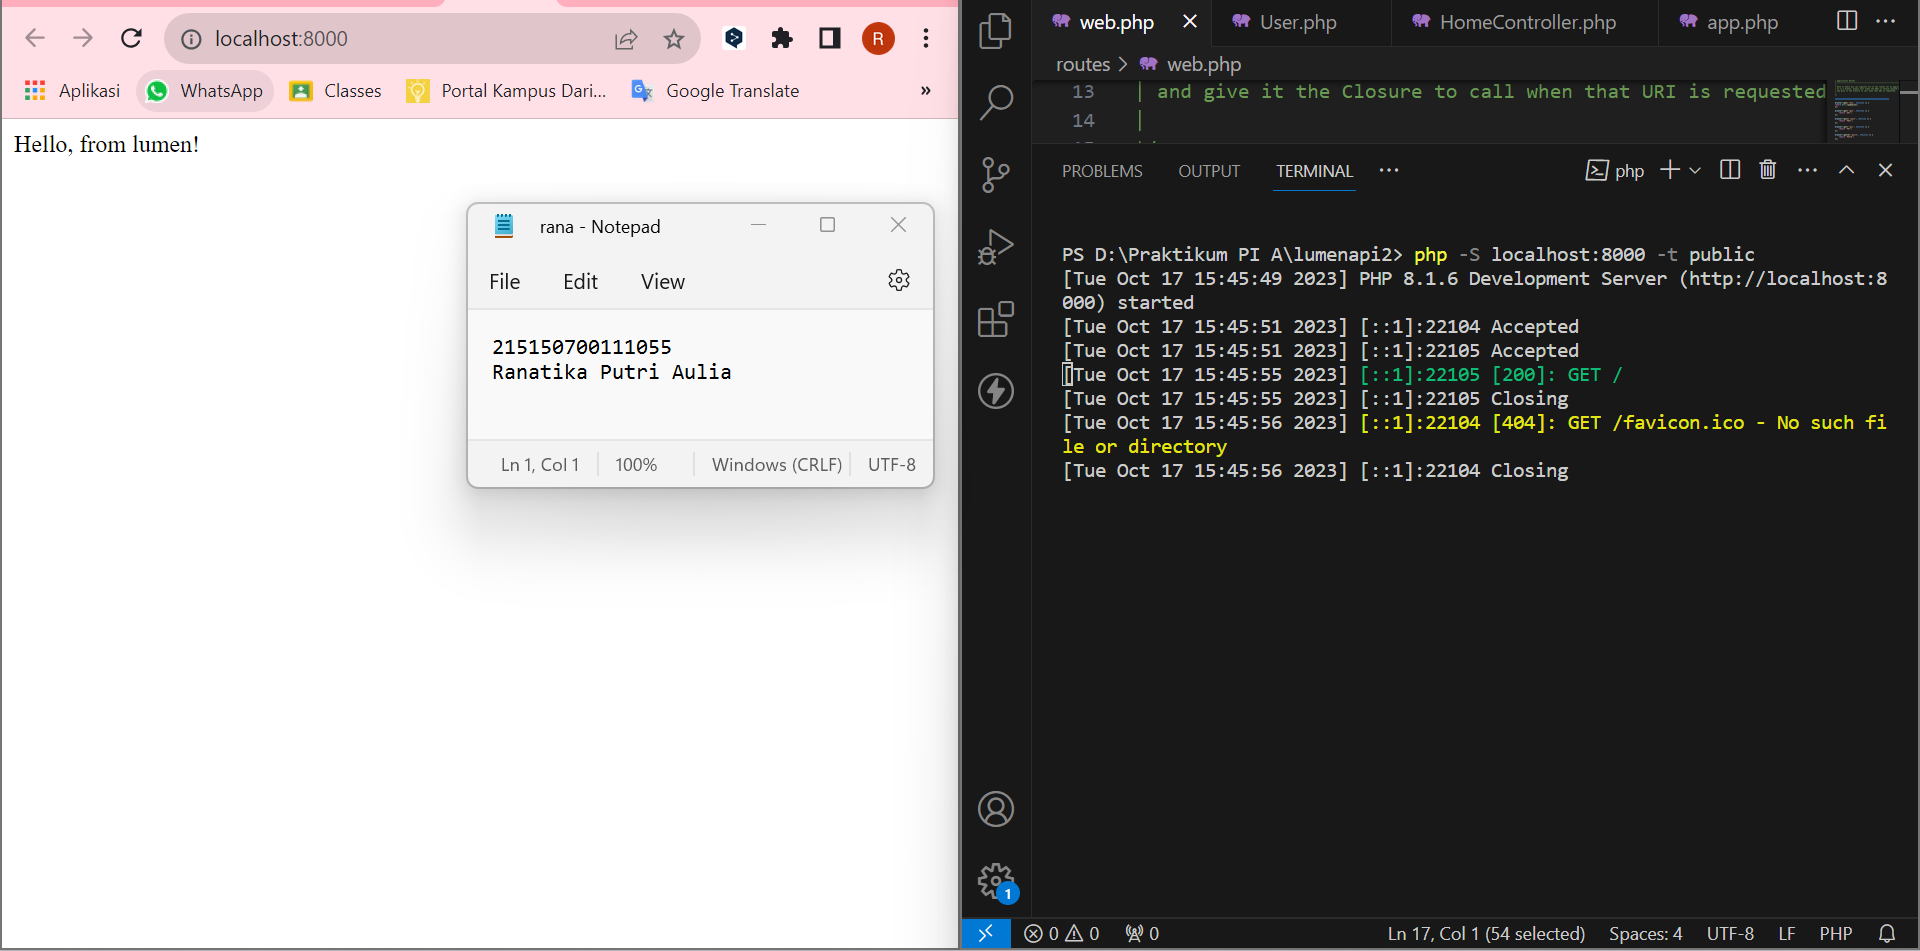 localhost:8000
R
Aplikasi
WhatsApp
Classes
Portal Kampus Dari...
Google Translate
»
Hello, from lumen!
rana - Notepad
File Edit View
215150700111055
Ranatika Putri Aulia
Ln 1, Col 1
100%
Windows (CRLF)
UTF-8
web.php
User.php
HomeController.php
app.php
routes > web.php
13 | and give it the Closure to call when that URI is requested
14 |
PROBLEMS OUTPUT TERMINAL ···
php
PS D:\Praktikum PI A\lumenapi2> php -S localhost:8000 -t public
[Tue Oct 17 15:45:49 2023] PHP 8.1.6 Development Server (http://localhost:8
000) started
[Tue Oct 17 15:45:51 2023] [::1]:22104 Accepted
[Tue Oct 17 15:45:51 2023] [::1]:22105 Accepted
[Tue Oct 17 15:45:55 2023] [::1]:22105 [200]: GET /
[Tue Oct 17 15:45:55 2023] [::1]:22105 Closing
[Tue Oct 17 15:45:56 2023] [::1]:22104 [404]: GET /favicon.ico - No such fi
le or directory
[Tue Oct 17 15:45:56 2023] [::1]:22104 Closing
1
0 0 0
Ln 17, Col 1 (54 selected)
Spaces: 4
UTF-8
LF
PHP